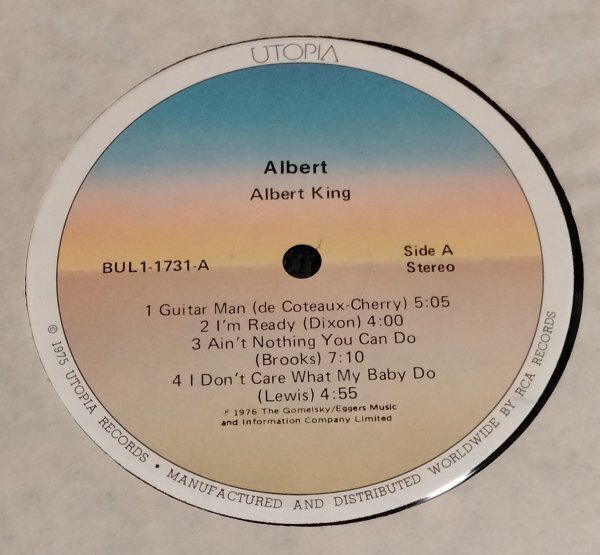 UTOPIA
Albert
Albert King
BUL1-1731-A
Side A
Stereo
1 Guitar Man (de Coteaux-Cherry) 5:05
2 I'm Ready (Dixon) 4:00
3 Ain't Nothing You Can Do
(Brooks) 7:10
4 I Don't Care What My Baby Do
(Lewis) 4:55
℗ 1976 The Gomelsky/Eggers Music
and Information Company Limited
© 1975 UTOPIA RECORDS • MANUFACTURED AND DISTRIBUTED WORLDWIDE BY RCA RECORDS